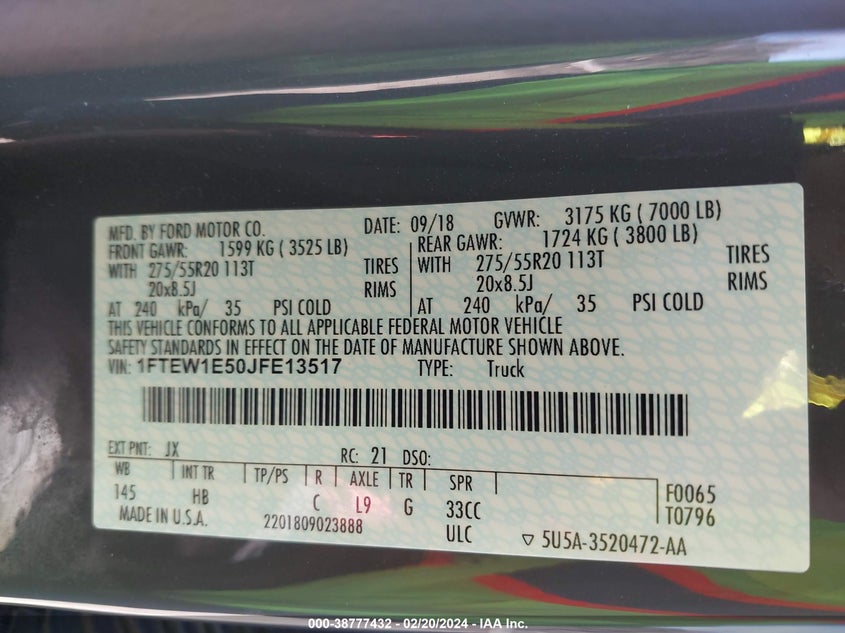 MFD. BY FORD MOTOR CO. DATE: 09/18 GVWR: 3175 KG ( 7000 LB)
FRONT GAWR: 1599 KG ( 3525 LB) REAR GAWR: 1724 KG ( 3800 LB)
WITH 275/55R20 113T TIRES WITH 275/55R20 113T TIRES
20x8.5J RIMS 20x8.5J RIMS
AT 240 kPa/ 35 PSI COLD AT 240 kPa/ 35 PSI COLD
THIS VEHICLE CONFORMS TO ALL APPLICABLE FEDERAL MOTOR VEHICLE
SAFETY STANDARDS IN EFFECT ON THE DATE OF MANUFACTURE SHOWN ABOVE.
VIN: 1FTEW1E50JFE13517 TYPE: Truck
EXT PNT: JX RC: 21 DSO:
WB INT TR TP/PS R AXLE TR SPR
145 HB C L9 G 33CC F0065
MADE IN U.S.A. 2201809023888 ULC T0796
▽ 5U5A-3520472-AA
000-38777432 - 02/20/2024 - IAA Inc.